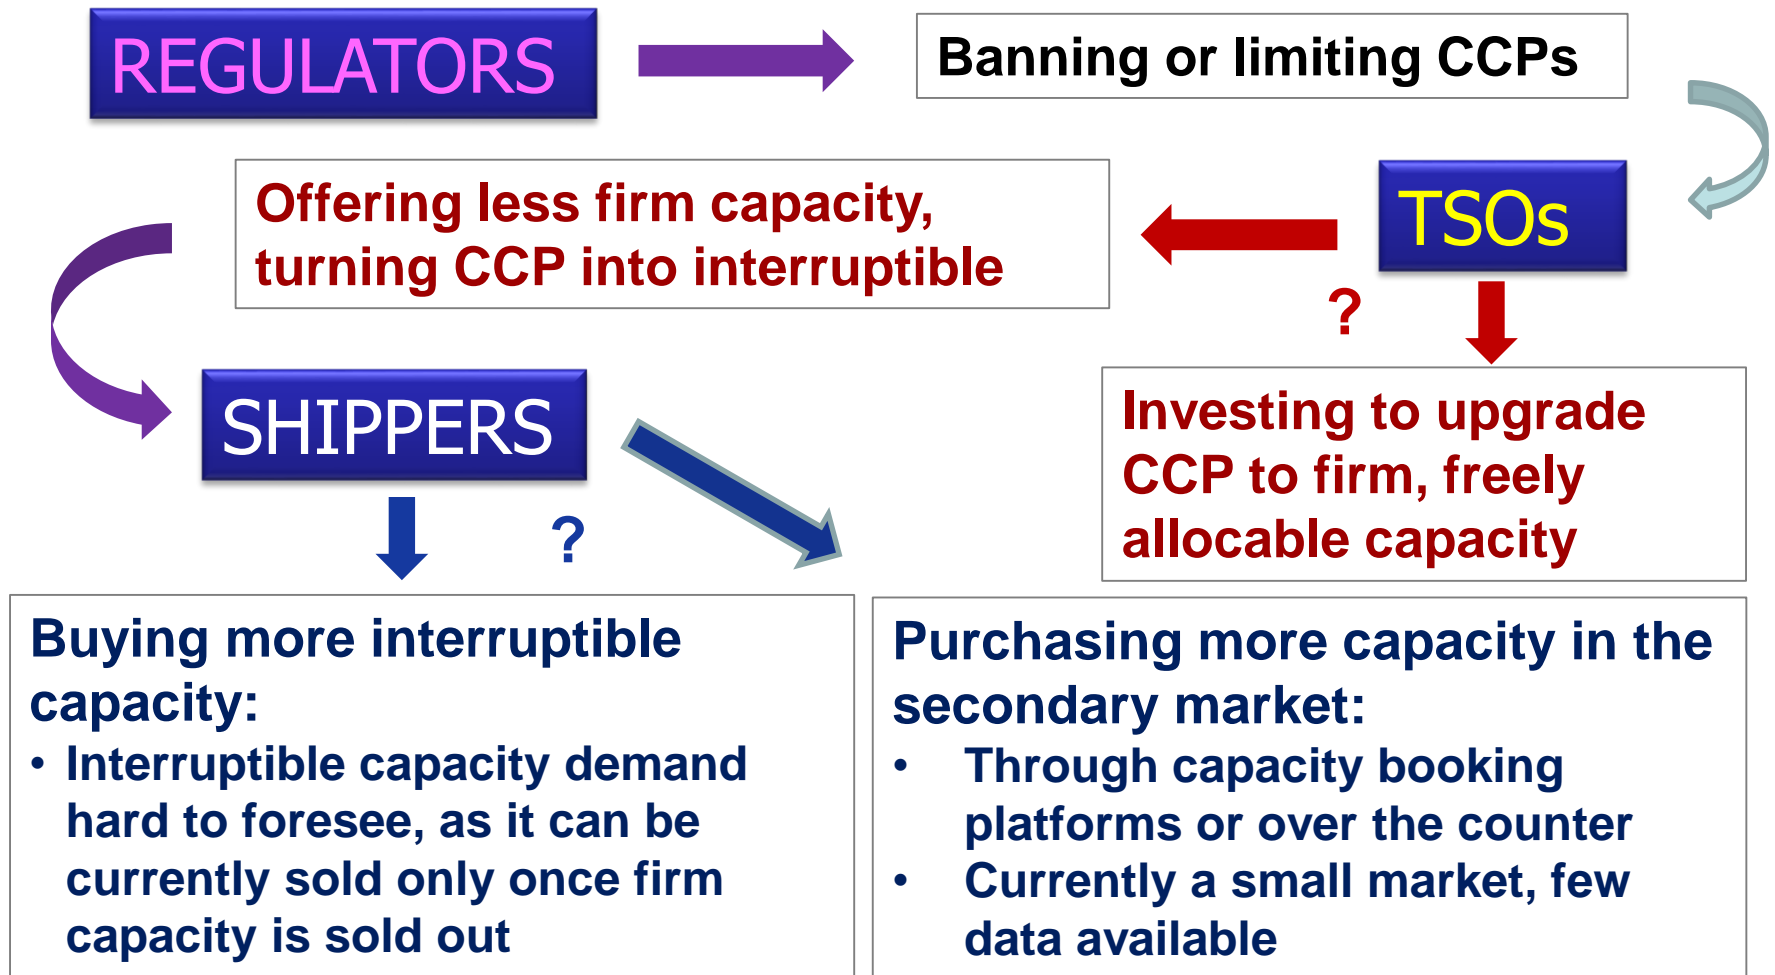 REGULATORS
Banning or limiting CCPs
Offering less firm capacity,
turning CCP into interruptible
TSOs
?
SHIPPERS
Investing to upgrade
CCP to firm, freely
allocable capacity
?
Buying more interruptible
capacity:
• Interruptible capacity demand
hard to foresee, as it can be
currently sold only once firm
capacity is sold out
Purchasing more capacity in the
secondary market:
• Through capacity booking
platforms or over the counter
• Currently a small market, few
data available